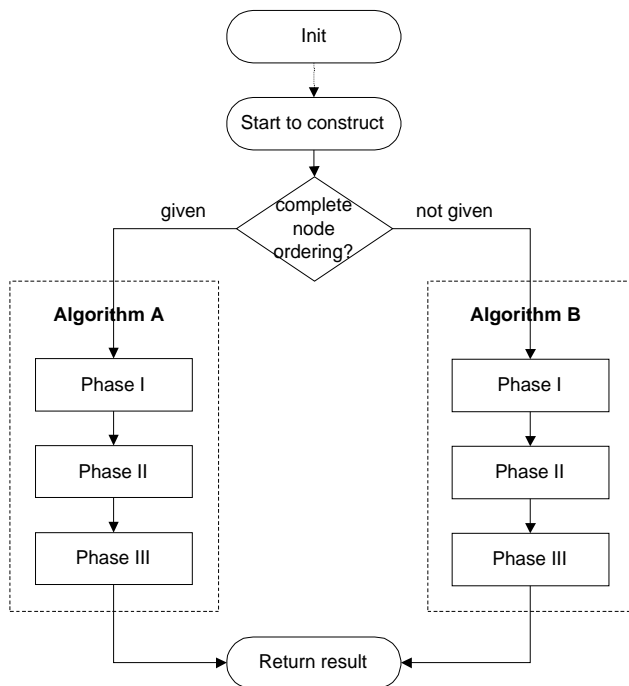 Init
Start to construct
given
complete
node
ordering?
not given
Algorithm A
Phase I
Phase II
Phase III
Algorithm B
Phase I
Phase II
Phase III
Return result